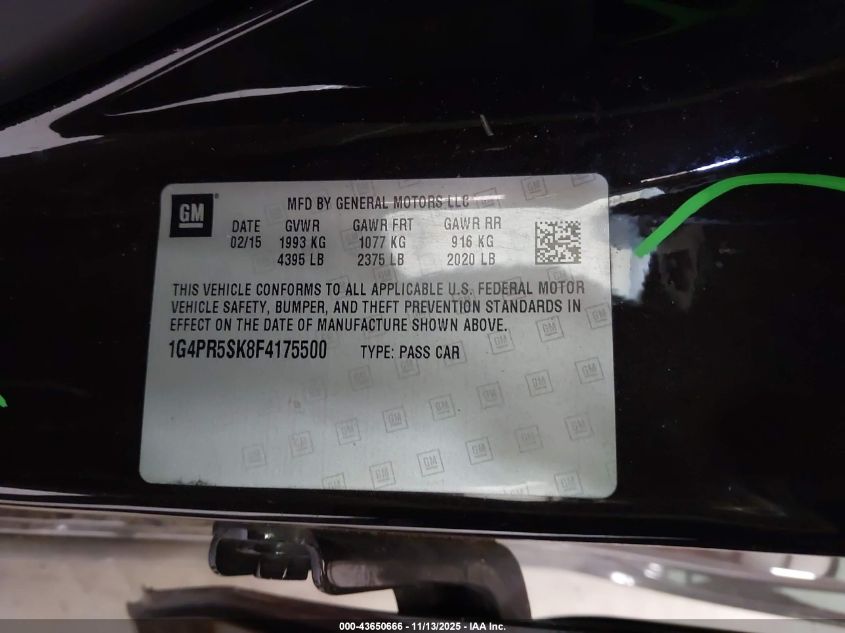 GM
MFD BY GENERAL MOTORS LLC
DATE GVWR GAWR FRT GAWR RR
02/15 1993 KG 1077 KG 916 KG
4395 LB 2375 LB 2020 LB
THIS VEHICLE CONFORMS TO ALL APPLICABLE U.S. FEDERAL MOTOR
VEHICLE SAFETY, BUMPER, AND THEFT PREVENTION STANDARDS IN
EFFECT ON THE DATE OF MANUFACTURE SHOWN ABOVE.
1G4PR5SK8F4175500 TYPE: PASS CAR
000-43650666 - 11/13/2025 - IAA Inc.